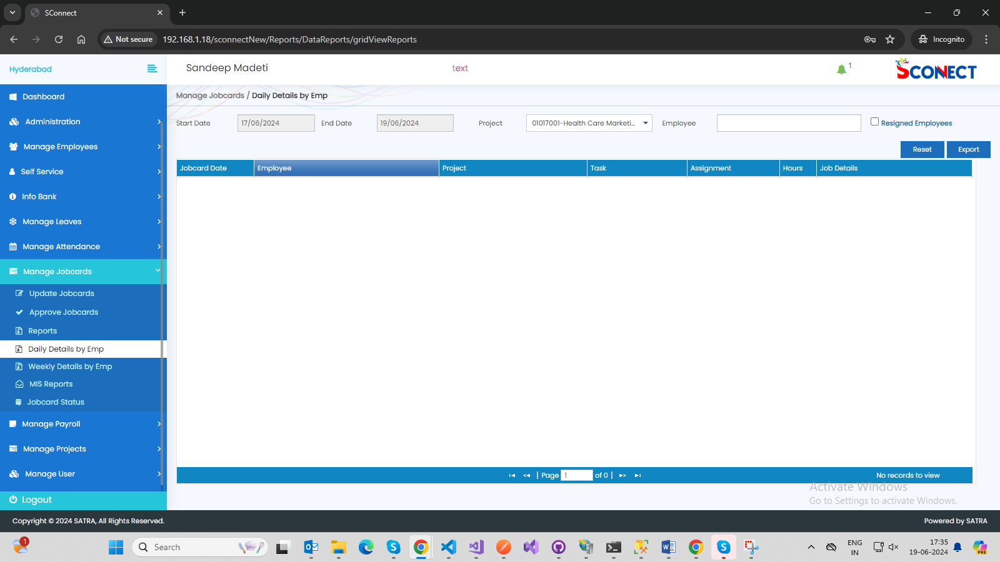 SConnect
Not secure
192.168.1.18/sconnectNew/Reports/DataReports/gridViewReports
Incognito
Hyderabad
Sandeep Madeti
text
1
SCONNECT
Dashboard
Administration
Manage Employees
Self Service
Info Bank
Manage Leaves
Manage Attendance
Manage Jobcards
Update Jobcards
Approve Jobcards
Reports
Daily Details by Emp
Weekly Details by Emp
MIS Reports
Jobcard Status
Manage Payroll
Manage Projects
Manage User
Logout
Manage Jobcards / Daily Details by Emp
Start Date 17/06/2024 End Date 19/06/2024 Project 01017001-Health Care Marketi... Employee Resigned Employees
Reset Export
Jobcard Date Employee Project Task Assignment Hours Job Details
Page 1 of 0
No records to view
Activate Windows
Go to Settings to activate Windows.
Copyright © 2024 SATRA, All Rights Reserved.
Powered by SATRA
1
Search
ENG
IN
17:35
19-06-2024
PRE